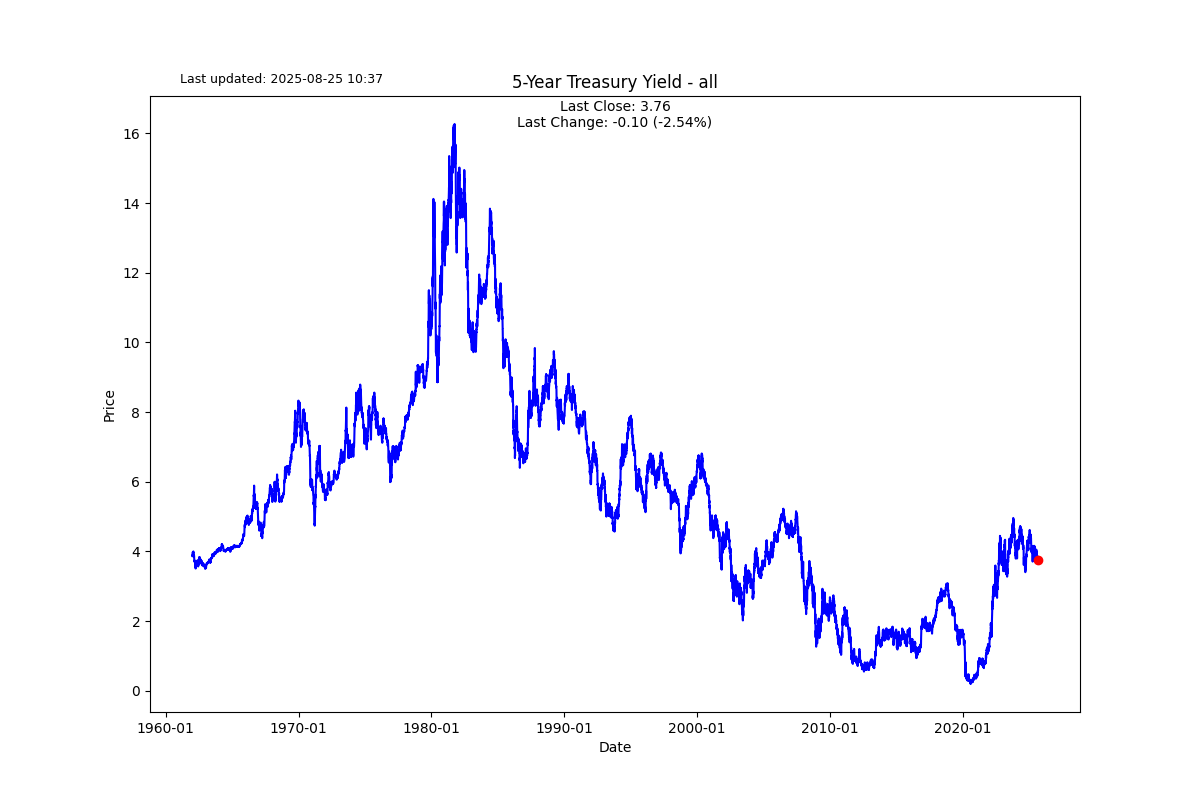 Last updated: 2025-08-25 10:37
5-Year Treasury Yield - all
Last Close: 3.76
Last Change: -0.10 (-2.54%)
Price
16
14
12
10
8
6
4
2
0
1960-01 1970-01 1980-01 1990-01 2000-01 2010-01 2020-01
Date